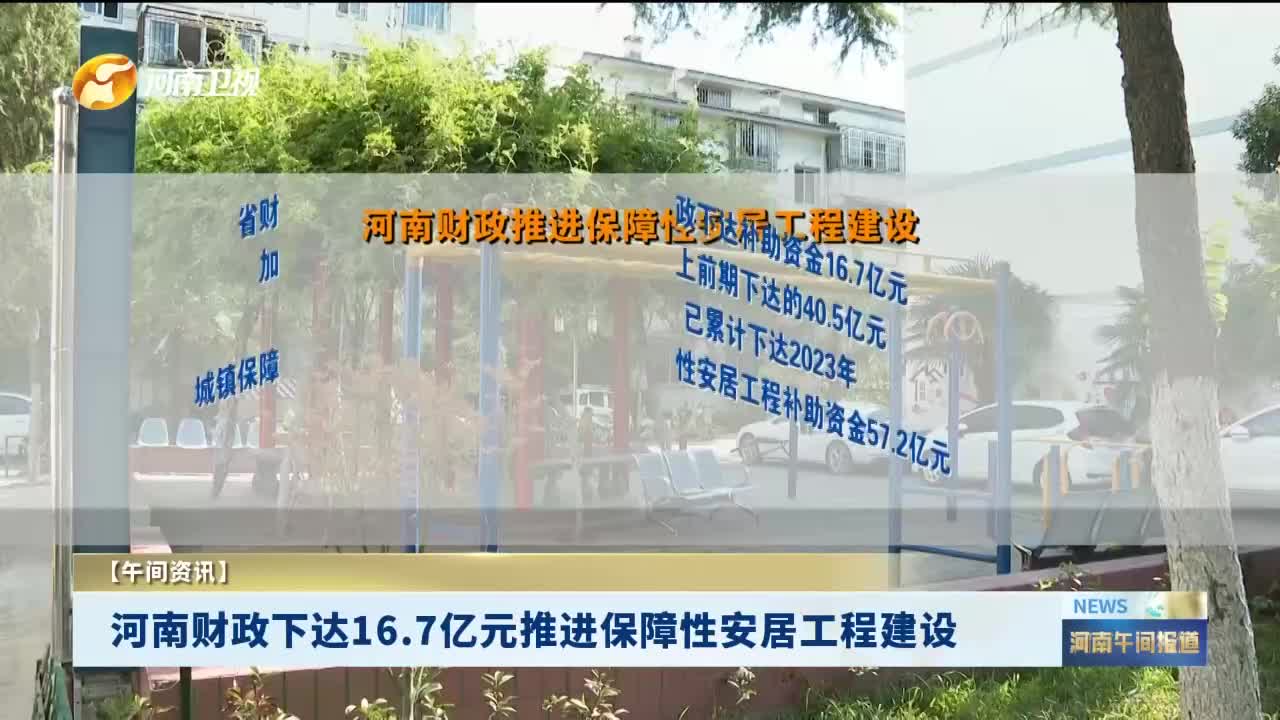 河南卫视
河南财政推进保障性安居工程建设
省财政下达补助资金16.7亿元
加上前期下达的40.5亿元
已累计下达2023年
城镇保障性安居工程补助资金57.2亿元
【午间资讯】
河南财政下达16.7亿元推进保障性安居工程建设
NEWS
河南午间报道